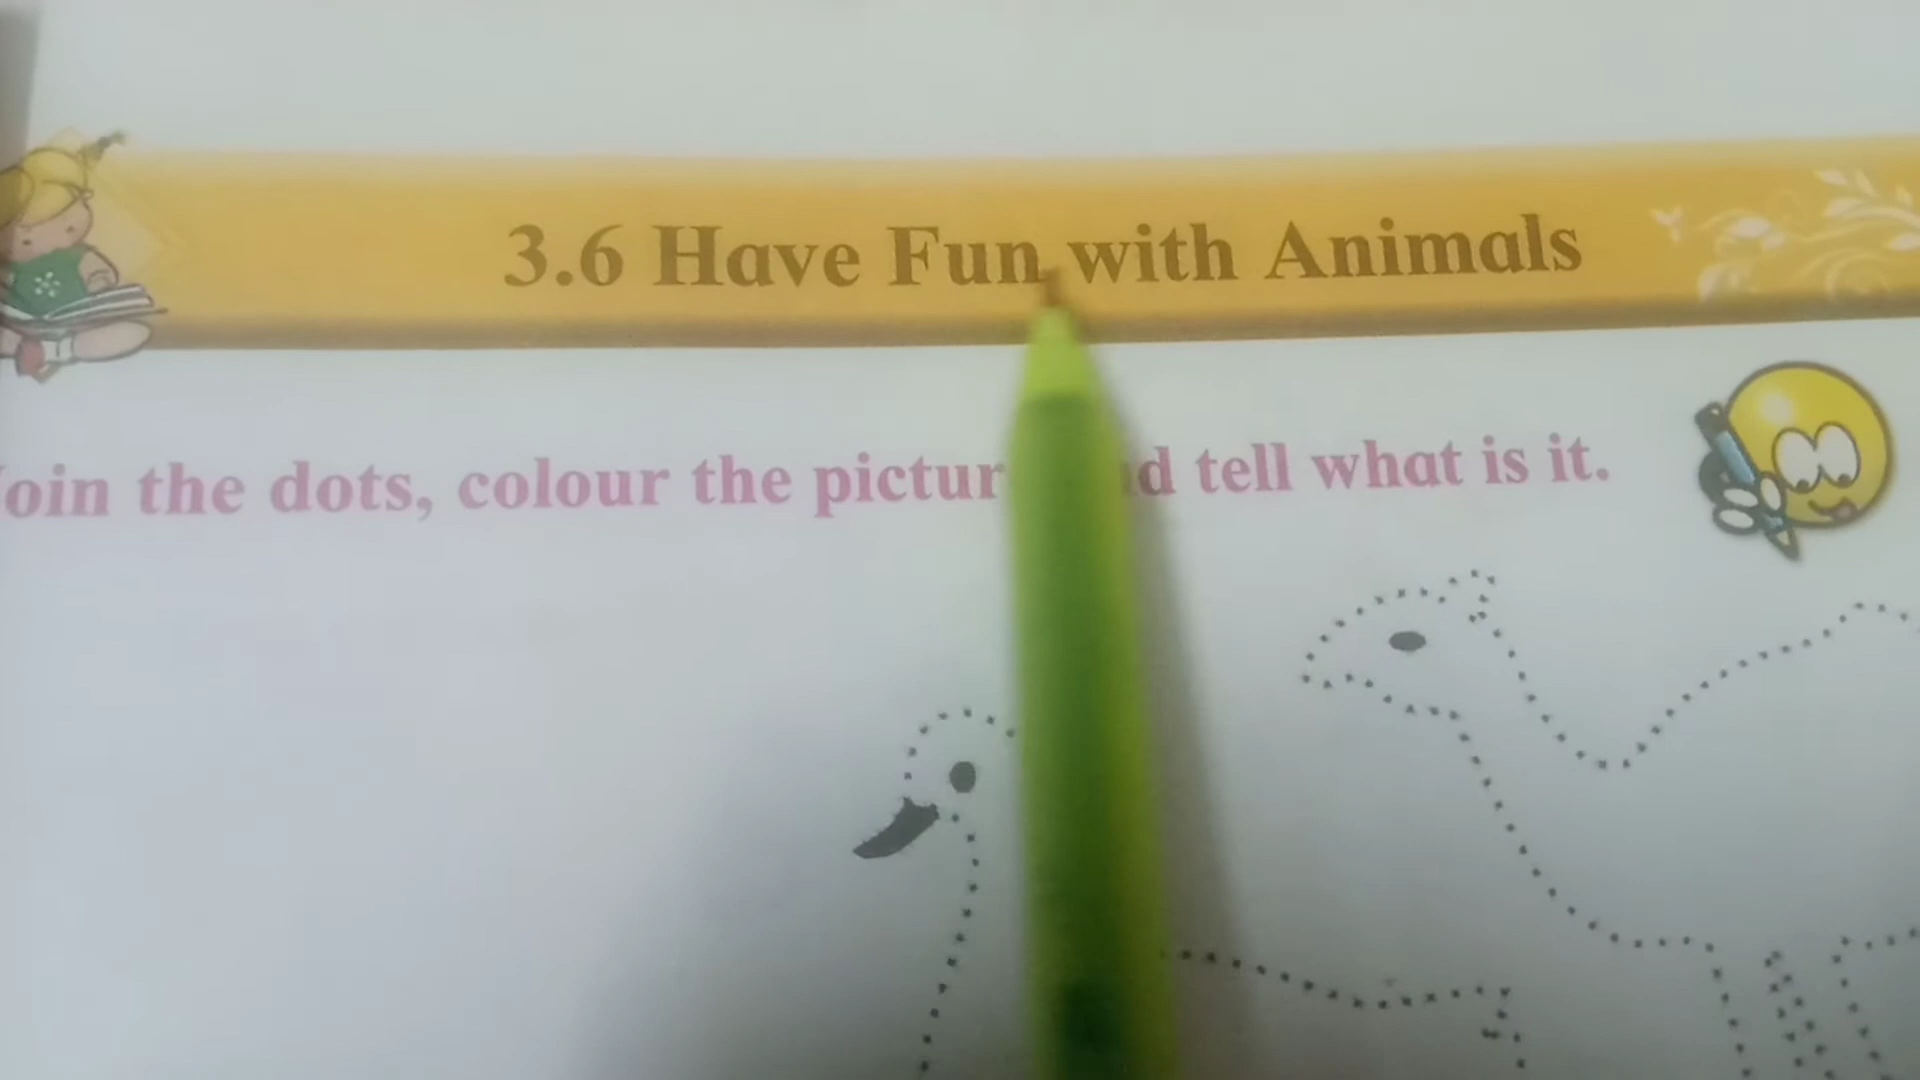 3.6 Have Fun with Animals
oin the dots, colour the pictur d tell what is it.